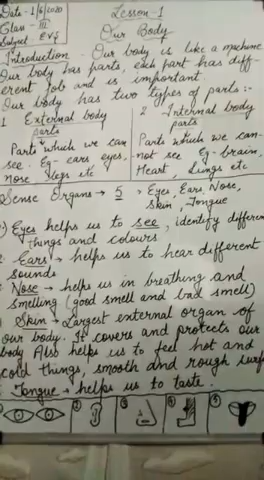 Date - 1/6/2020
Lesson-1
Class - III
Our Body
Subject - EVS
Introduction - Our body is like a machine
Our body has parts, each part has diff-
erent job and is important.
Our body has two types of parts:-
1 External body
parts
Parts which we can
see. Eg- ears, eyes,
nose, legs etc
2 Internal body
parts
Parts which we can-
not see. Eg- brain,
Heart, Lungs etc
Sense Organs → 5 → Eyes, Ears, Nose,
Skin, Tongue
Eyes helps us to see, identify different
things and colours
Ears → helps us to hear different
sounds
Nose → helps us in breathing and
smelling (good smell and bad smell)
Skin → Largest external organ of
our body. It covers and protects our
body Also helps us to feel hot and
cold things, smooth and rough
Tongue → helps us to taste.
② ③ ④ ⑤